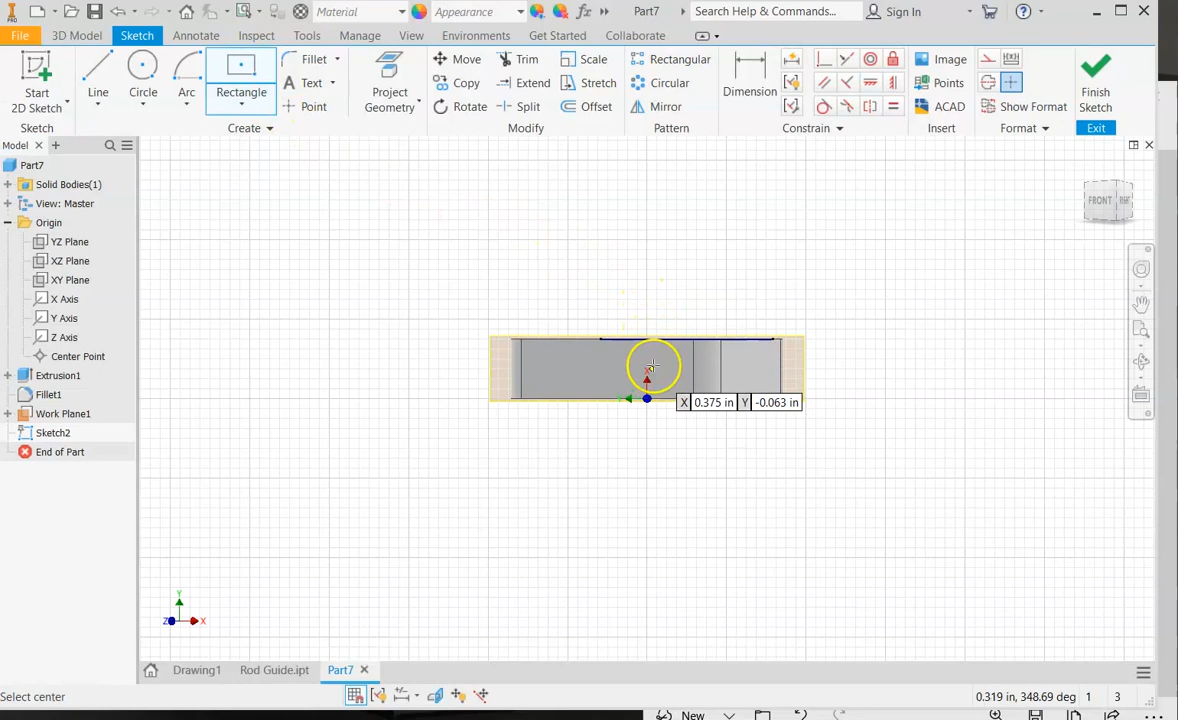 Material Appearance Part7 Search Help & Commands... Sign In
PRO
File 3D Model Sketch Annotate Inspect Tools Manage View Environments Get Started Collaborate
Start 2D Sketch Line Circle Arc Rectangle Fillet Text Point Project Geometry Move Copy Rotate Trim Extend Split Scale Stretch Offset Rectangular Circular Mirror Dimension Image Points ACAD Show Format Finish Sketch
Sketch Create Modify Pattern Constrain Insert Format Exit
Model
Part7
Solid Bodies(1)
View: Master
Origin
YZ Plane
XZ Plane
XY Plane
X Axis
Y Axis
Z Axis
Center Point
Extrusion1
Fillet1
Work Plane1
Sketch2
End of Part
FRONT
X 0.375 in Y -0.063 in
Y
Z X
Drawing1 Rod Guide.ipt Part7
Select center 0.319 in, 348.69 deg 1 3
New